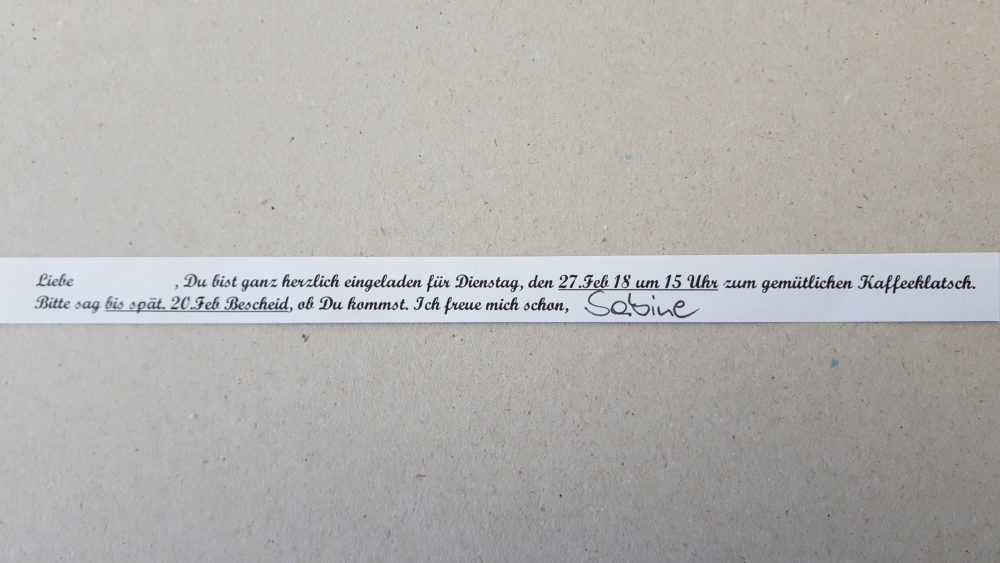 Liebe , Du bist ganz herzlich eingeladen für Dienstag, den 27.Feb 18 um 15 Uhr zum gemütlichen Kaffeeklatsch.
Bitte sag bis spät. 20.Feb Bescheid, ob Du kommst. Ich freue mich schon, Sabine